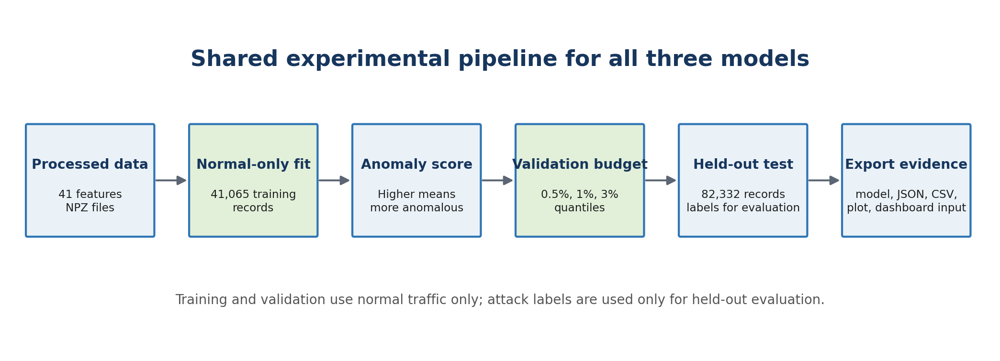 Shared experimental pipeline for all three models
Processed data
41 features
NPZ files
Normal-only fit
41,065 training
records
Anomaly score
Higher means
more anomalous
Validation budget
0.5%, 1%, 3%
quantiles
Held-out test
82,332 records
labels for evaluation
Export evidence
model, JSON, CSV,
plot, dashboard input
Training and validation use normal traffic only; attack labels are used only for held-out evaluation.